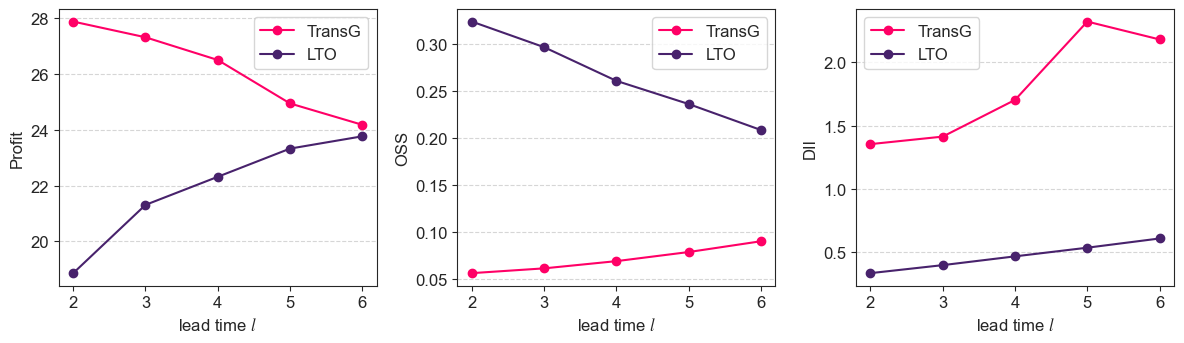 28
26
24
22
20
Profit
TransG
LTO
2 3 4 5 6
lead time l
0.30
0.25
0.20
0.15
0.10
0.05
OSS
TransG
LTO
2 3 4 5 6
lead time l
2.0
1.5
1.0
0.5
DII
TransG
LTO
2 3 4 5 6
lead time l